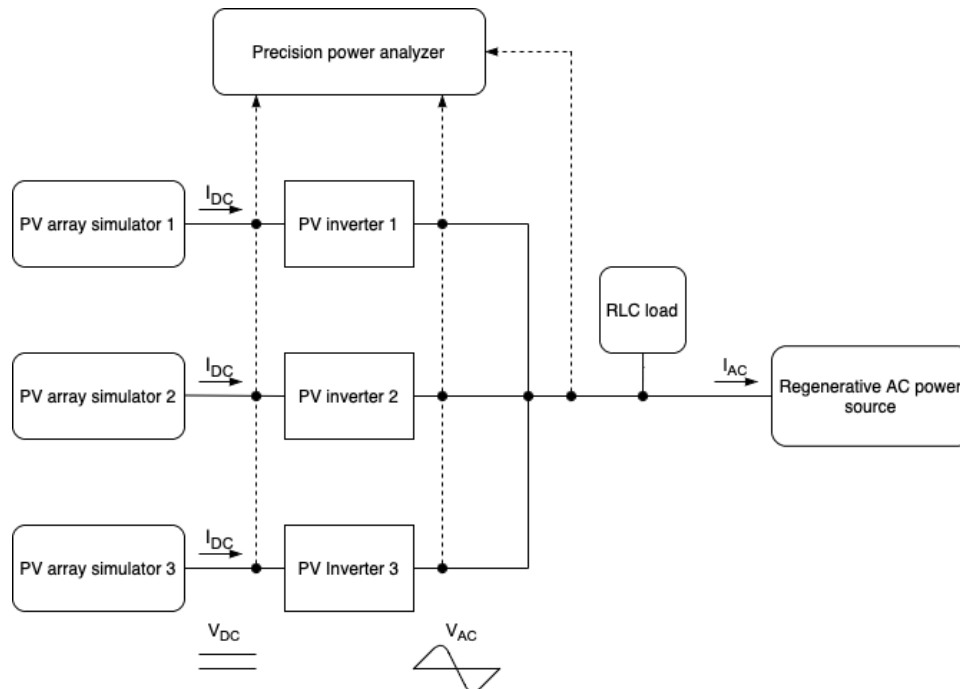 Precision power analyzer
I_DC
PV array simulator 1
PV inverter 1
RLC load
I_DC
PV array simulator 2
PV inverter 2
I_AC
Regenerative AC power
source
I_DC
PV array simulator 3
PV Inverter 3
V_DC
V_AC